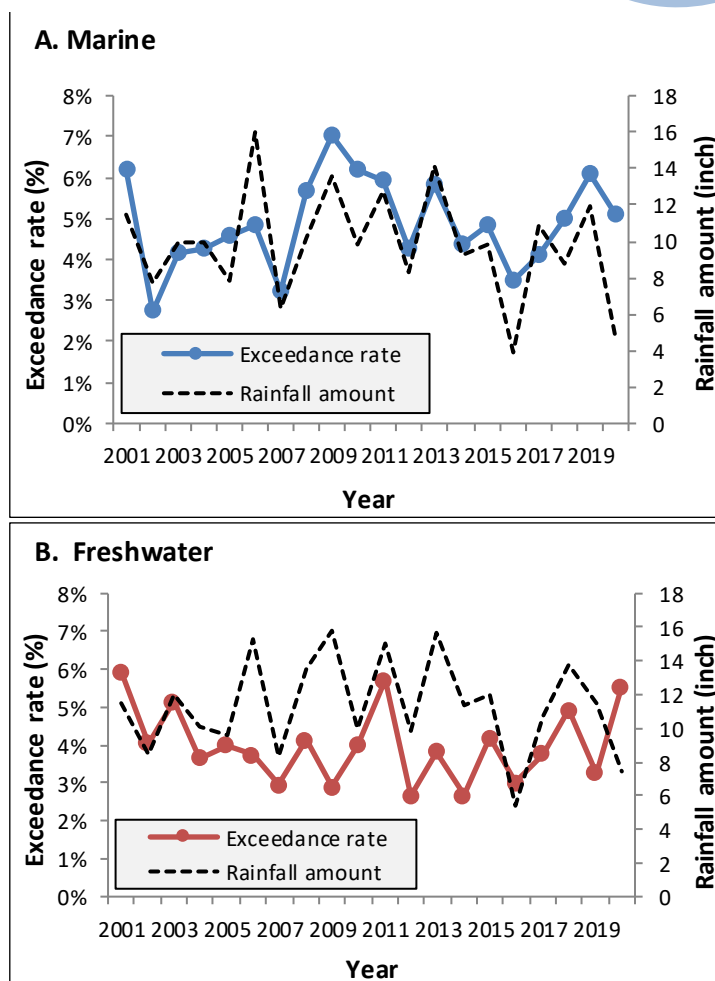 A. Marine
8%
7%
6%
5%
4%
3%
2%
1%
0%
Exceedance rate (%)
18
16
14
12
10
8
6
4
2
0
Rainfall amount (inch)
Exceedance rate
Rainfall amount
2001 2003 2005 2007 2009 2011 2013 2015 2017 2019
Year
B. Freshwater
8%
7%
6%
5%
4%
3%
2%
1%
0%
Exceedance rate (%)
18
16
14
12
10
8
6
4
2
0
Rainfall amount (inch)
Exceedance rate
Rainfall amount
2001 2003 2005 2007 2009 2011 2013 2015 2017 2019
Year